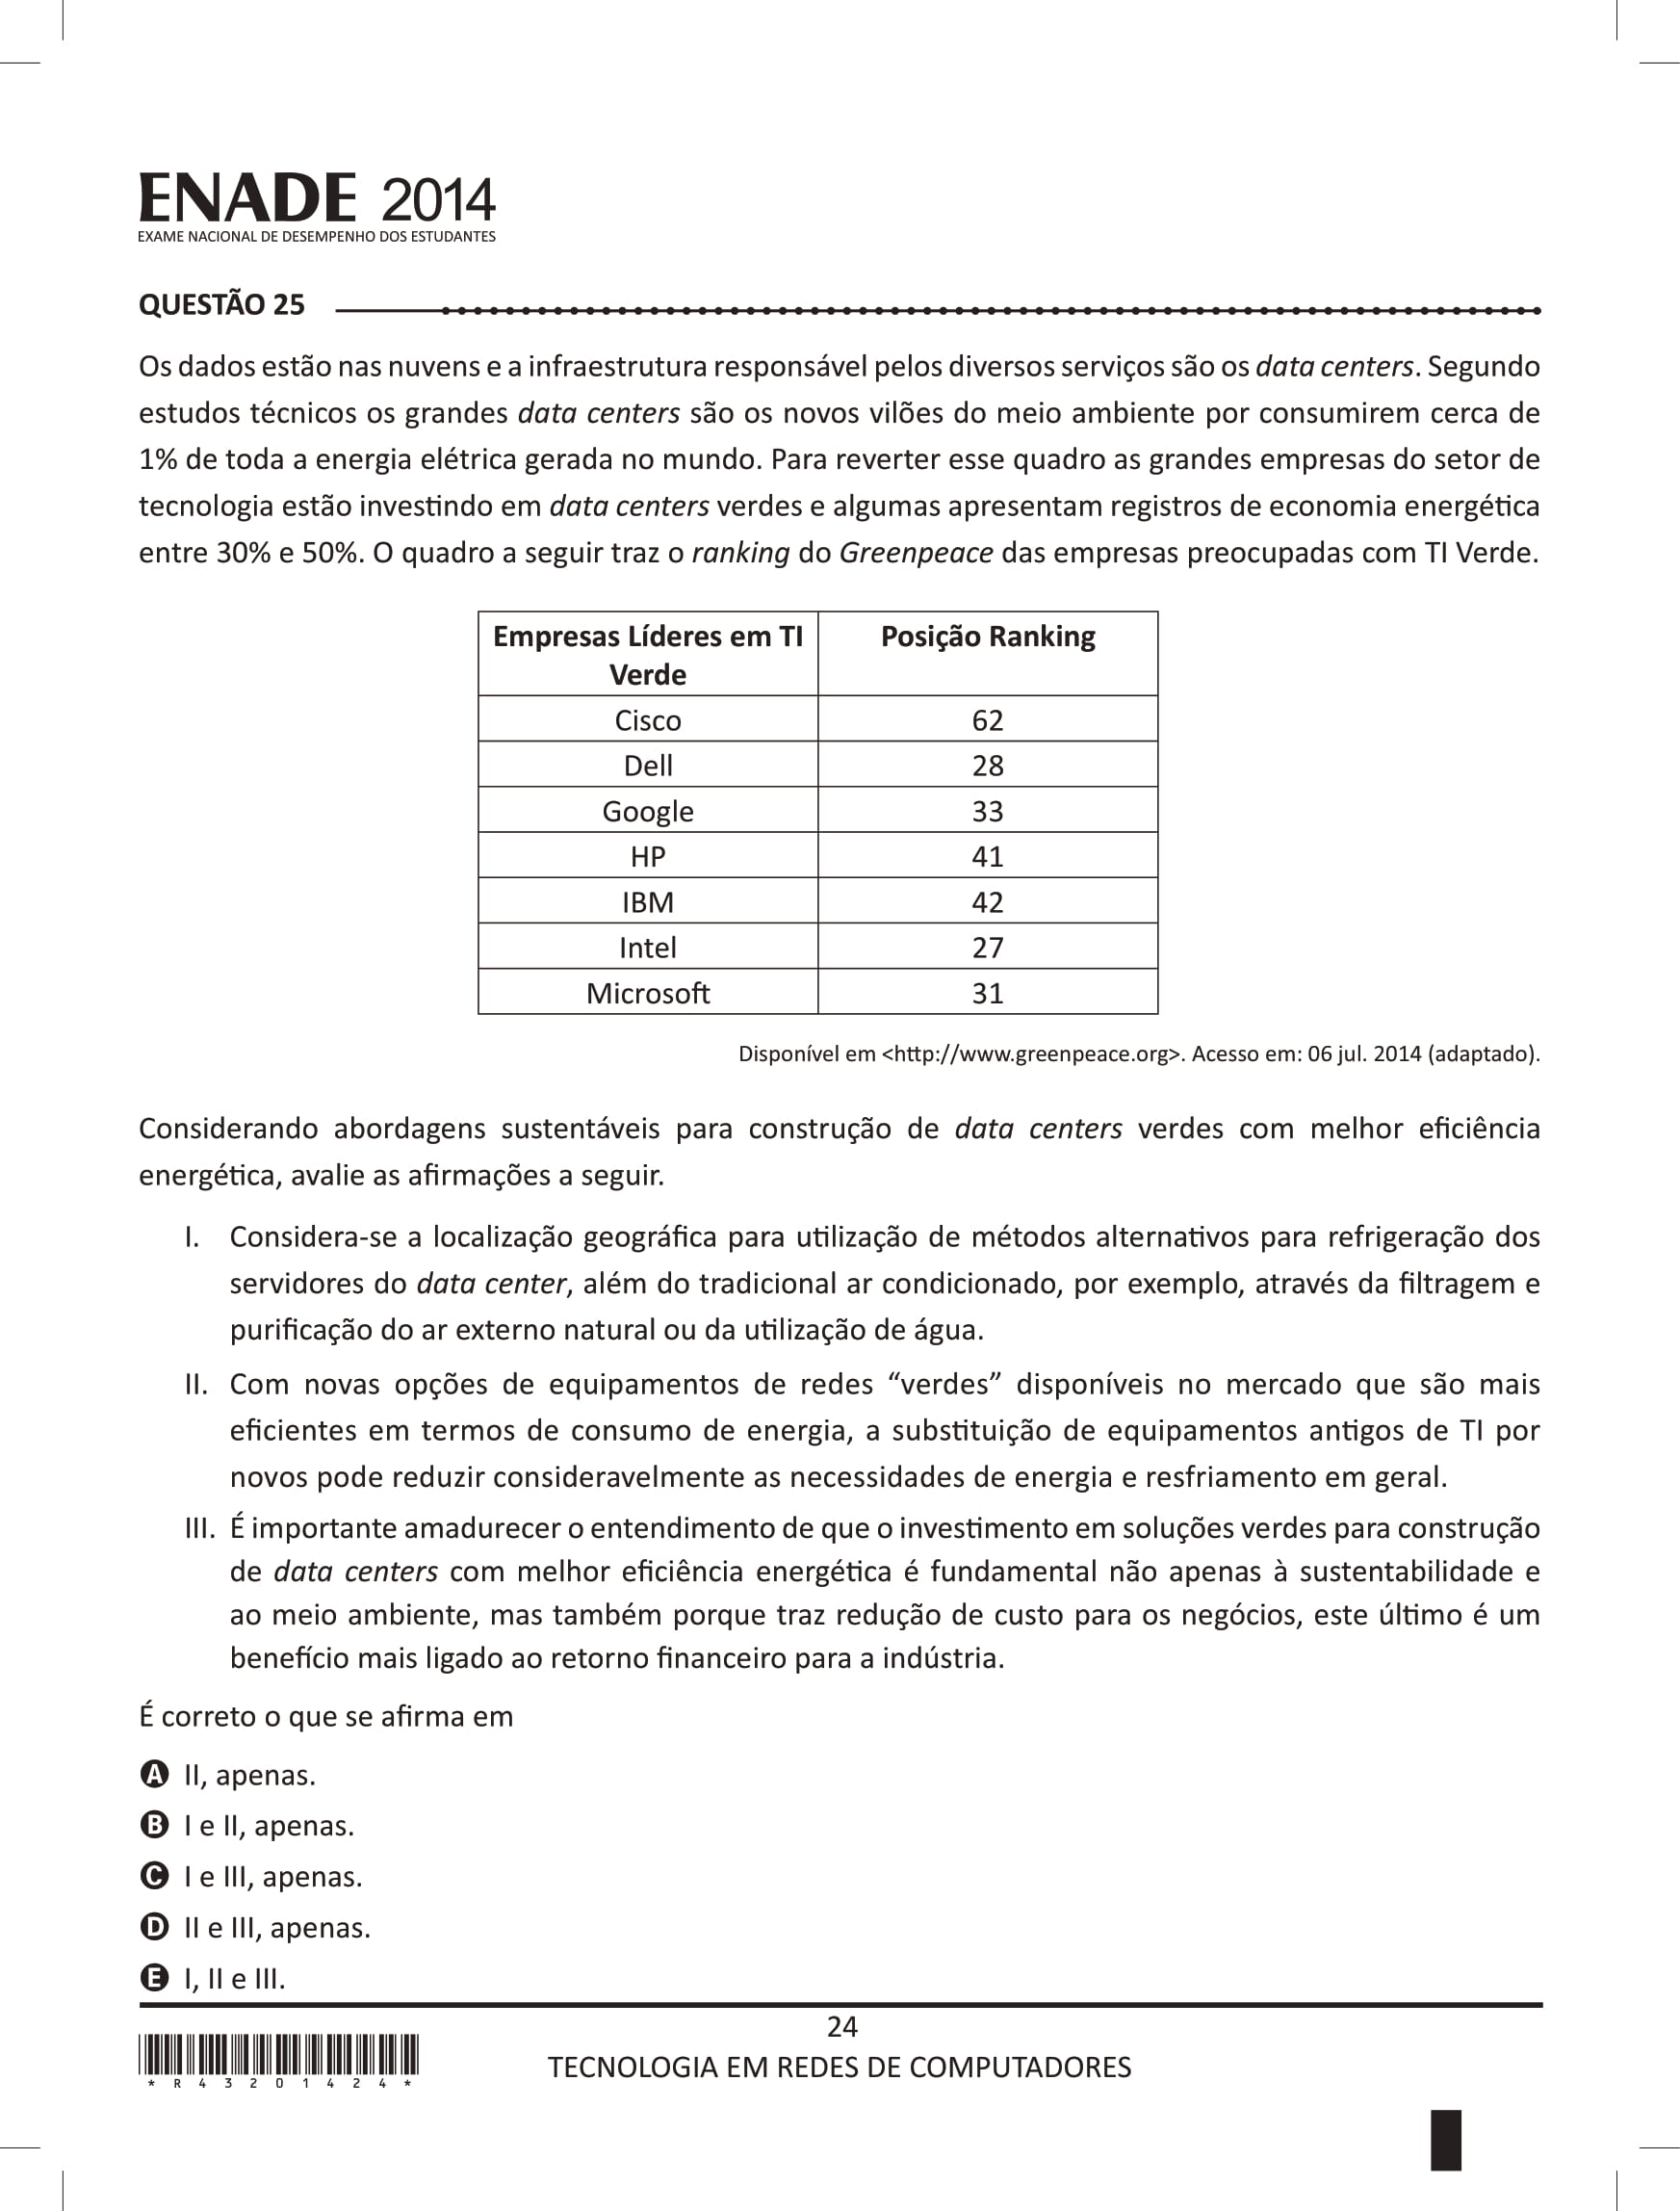 ENADE 2014
EXAME NACIONAL DE DESEMPENHO DOS ESTUDANTES
QUESTÃO 25
Os dados estão nas nuvens e a infraestrutura responsável pelos diversos serviços são os data centers. Segundo
estudos técnicos os grandes data centers são os novos vilões do meio ambiente por consumirem cerca de
1% de toda a energia elétrica gerada no mundo. Para reverter esse quadro as grandes empresas do setor de
tecnologia estão investindo em data centers verdes e algumas apresentam registros de economia energética
entre 30% e 50%. O quadro a seguir traz o ranking do Greenpeace das empresas preocupadas com TI Verde.
Empresas Líderes em TI Posição Ranking
Verde
Cisco 62
Dell 28
Google 33
HP 41
IBM 42
Intel 27
Microsoft 31
Disponível em <http://www.greenpeace.org>. Acesso em: 06 jul. 2014 (adaptado).
Considerando abordagens sustentáveis para construção de data centers verdes com melhor eficiência
energética, avalie as afirmações a seguir.
I. Considera-se a localização geográfica para utilização de métodos alternativos para refrigeração dos
servidores do data center, além do tradicional ar condicionado, por exemplo, através da filtragem e
purificação do ar externo natural ou da utilização de água.
II. Com novas opções de equipamentos de redes “verdes” disponíveis no mercado que são mais
eficientes em termos de consumo de energia, a substituição de equipamentos antigos de TI por
novos pode reduzir consideravelmente as necessidades de energia e resfriamento em geral.
III. É importante amadurecer o entendimento de que o investimento em soluções verdes para construção
de data centers com melhor eficiência energética é fundamental não apenas à sustentabilidade e
ao meio ambiente, mas também porque traz redução de custo para os negócios, este último é um
benefício mais ligado ao retorno financeiro para a indústria.
É correto o que se afirma em
A II, apenas.
B I e II, apenas.
C I e III, apenas.
D II e III, apenas.
E I, II e III.
24
TECNOLOGIA EM REDES DE COMPUTADORES
* R 4 3 2 0 1 4 2 4 *